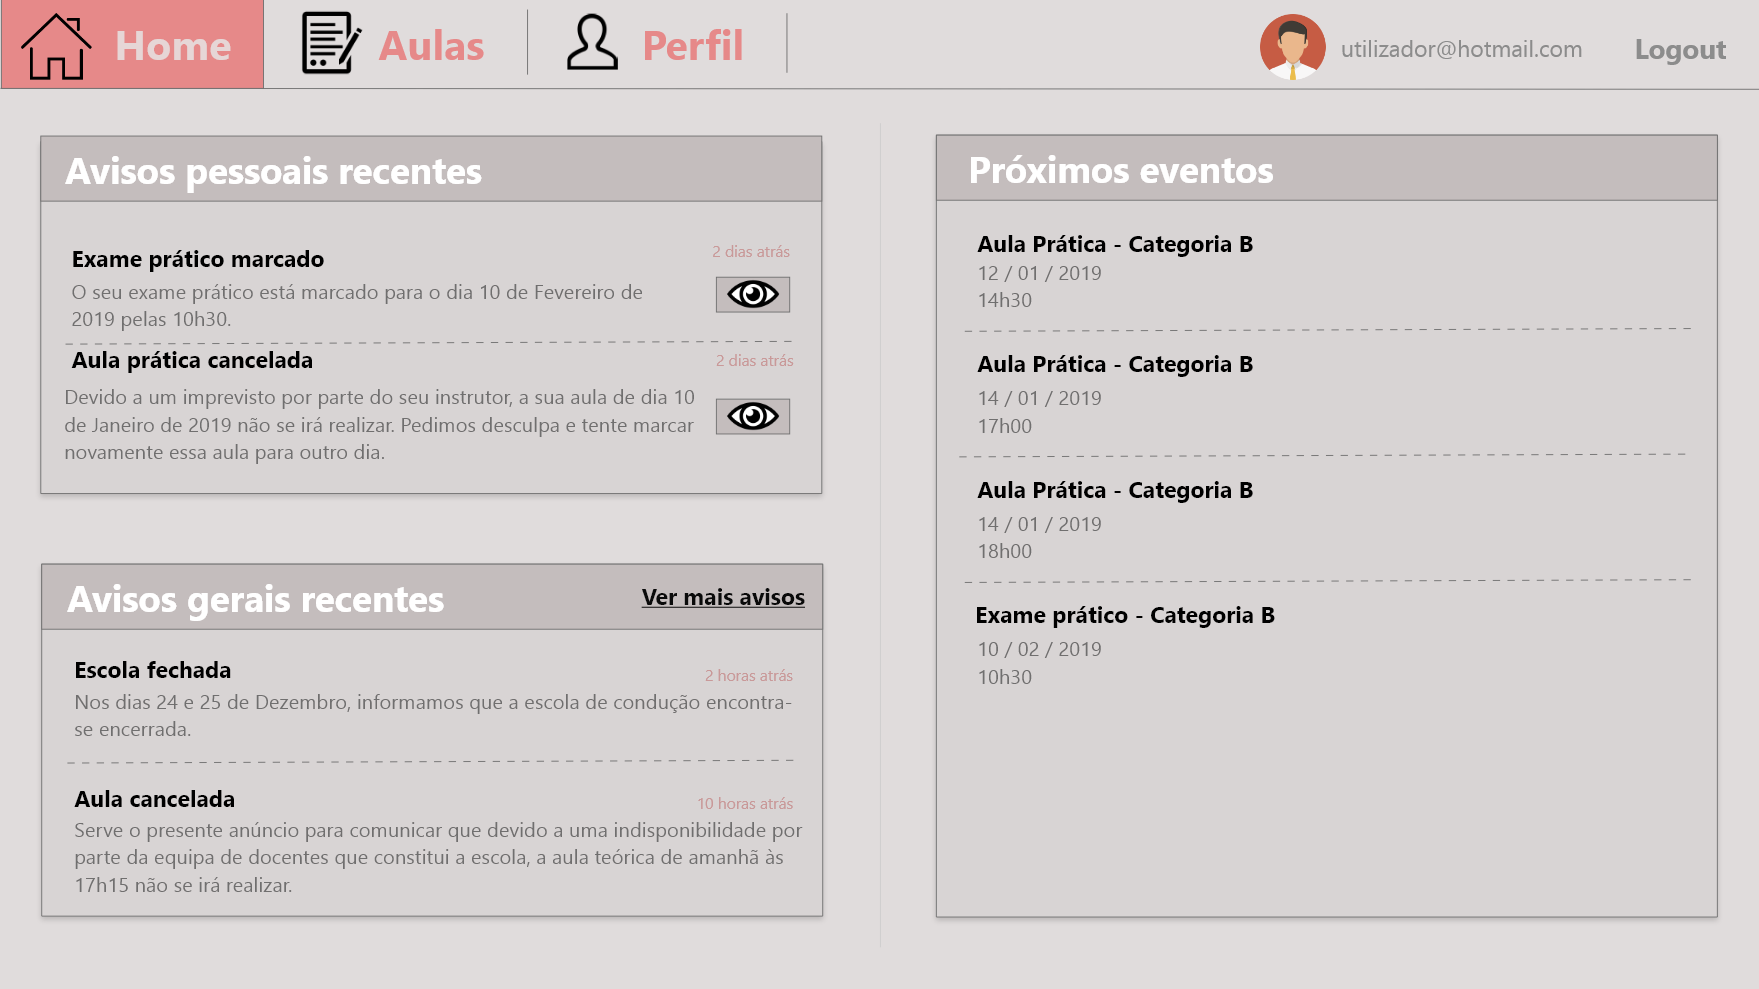 Home
Aulas
Perfil
utilizador@hotmail.com
Logout
Avisos pessoais recentes
Exame prático marcado
2 dias atrás
O seu exame prático está marcado para o dia 10 de Fevereiro de
2019 pelas 10h30.
Aula prática cancelada
2 dias atrás
Devido a um imprevisto por parte do seu instrutor, a sua aula de dia 10
de Janeiro de 2019 não se irá realizar. Pedimos desculpa e tente marcar
novamente essa aula para outro dia.
Avisos gerais recentes
Ver mais avisos
Escola fechada
2 horas atrás
Nos dias 24 e 25 de Dezembro, informamos que a escola de condução encontra-
se encerrada.
Aula cancelada
10 horas atrás
Serve o presente anúncio para comunicar que devido a uma indisponibilidade por
parte da equipa de docentes que constitui a escola, a aula teórica de amanhã às
17h15 não se irá realizar.
Próximos eventos
Aula Prática - Categoria B
12 / 01 / 2019
14h30
Aula Prática - Categoria B
14 / 01 / 2019
17h00
Aula Prática - Categoria B
14 / 01 / 2019
18h00
Exame prático - Categoria B
10 / 02 / 2019
10h30